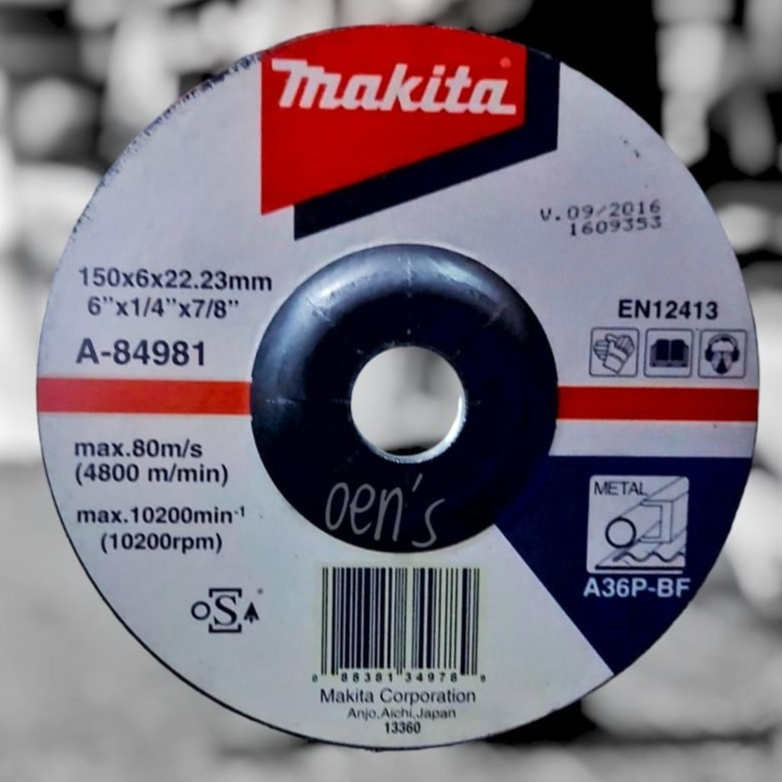 makita
V.09/2016
1609353
150x6x22.23mm
6"x1/4"x7/8"
EN12413
A-84981
max.80m/s
(4800 m/min)
max.10200min-1
(10200rpm)
METAL
A36P-BF
oen's
oSA
0 88381 34978 8
Makita Corporation
Anjo,Aichi,Japan
13360